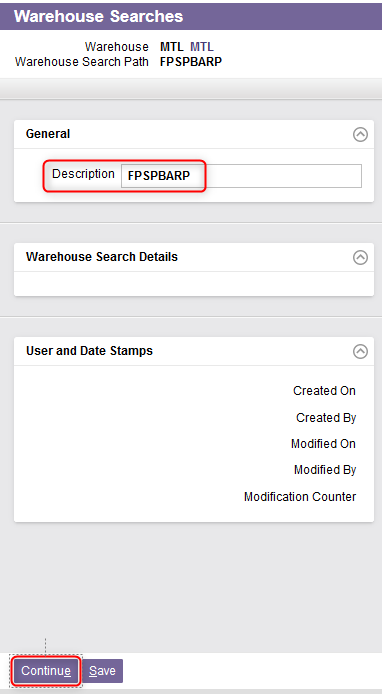 Warehouse Searches
Warehouse MTL MTL
Warehouse Search Path FPSPBARP
General
Description FPSPBARP
Warehouse Search Details
User and Date Stamps
Created On
Created By
Modified On
Modified By
Modification Counter
Continue Save